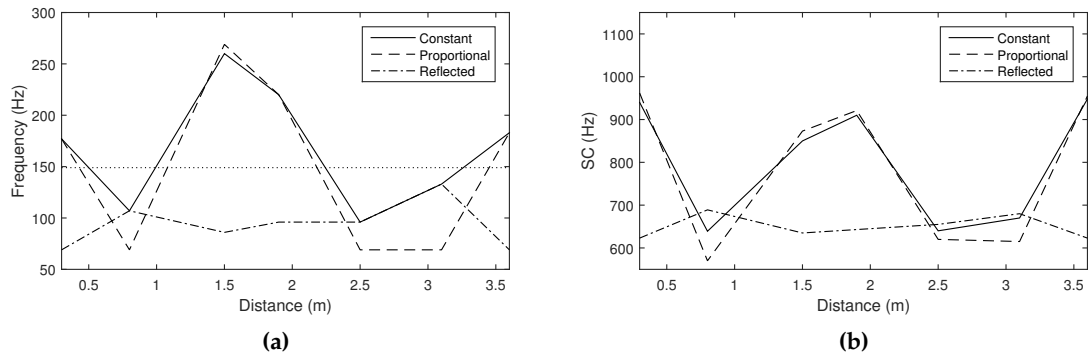 300
250
200
150
100
50
Frequency (Hz)
0.5 1 1.5 2 2.5 3 3.5
Distance (m)
Constant
Proportional
Reflected
(a)
1100
1000
900
800
700
600
SC (Hz)
0.5 1 1.5 2 2.5 3 3.5
Distance (m)
Constant
Proportional
Reflected
(b)